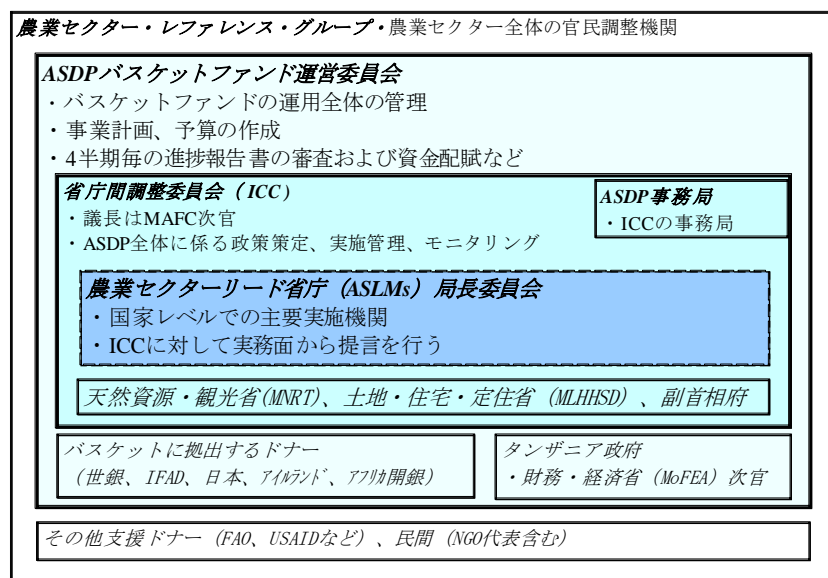 農業セクター・レファレンス・グループ・農業セクター全体の官民調整機関
ASDPバスケットファンド運営委員会
・バスケットファンドの運用全体の管理
・事業計画、予算の作成
・4半期毎の進捗報告書の審査および資金配賦など
省庁間調整委員会（ICC）
・議長はMAFC次官
・ASDP全体に係る政策策定、実施管理、モニタリング
ASDP事務局
・ICCの事務局
農業セクターリード省庁（ASLMs）局長委員会
・国家レベルでの主要実施機関
・ICCに対して実務面から提言を行う
天然資源・観光省(MNRT)、土地・住宅・定住省（MLHHSD）、副首相府
バスケットに拠出するドナー
（世銀、IFAD、日本、ｱｲﾙﾗﾝﾄﾞ、ｱﾌﾘｶ開銀）
タンザニア政府
・財務・経済省（MoFEA）次官
その他支援ドナー（FAO、USAIDなど）、民間（NGO代表含む）